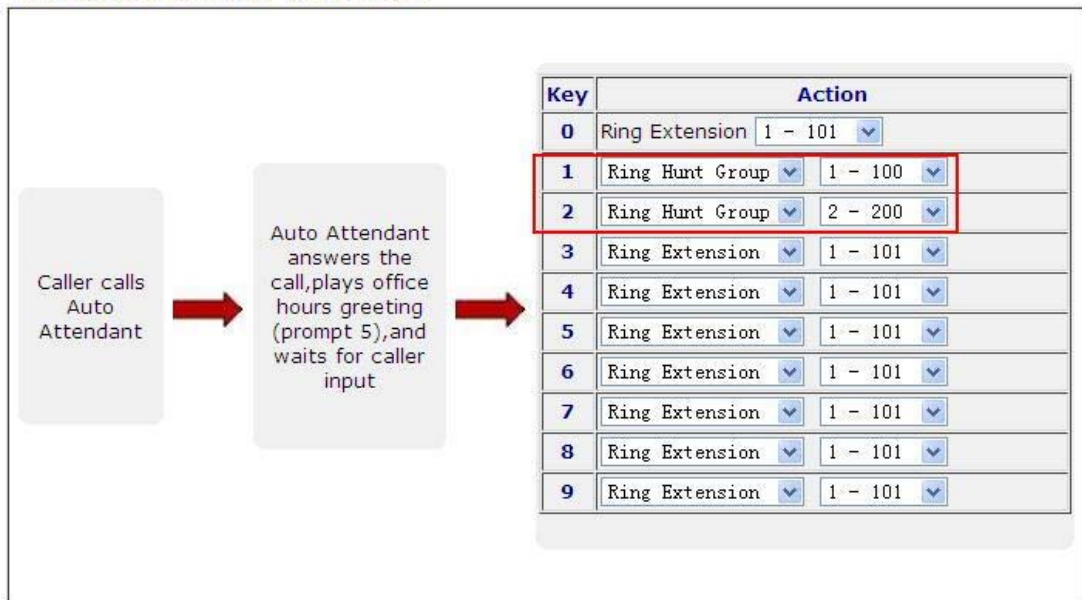 Caller calls
Auto
Attendant
Auto Attendant
answers the
call,plays office
hours greeting
(prompt 5),and
waits for caller
input
Key Action
0 Ring Extension 1 - 101
1 Ring Hunt Group 1 - 100
2 Ring Hunt Group 2 - 200
3 Ring Extension 1 - 101
4 Ring Extension 1 - 101
5 Ring Extension 1 - 101
6 Ring Extension 1 - 101
7 Ring Extension 1 - 101
8 Ring Extension 1 - 101
9 Ring Extension 1 - 101